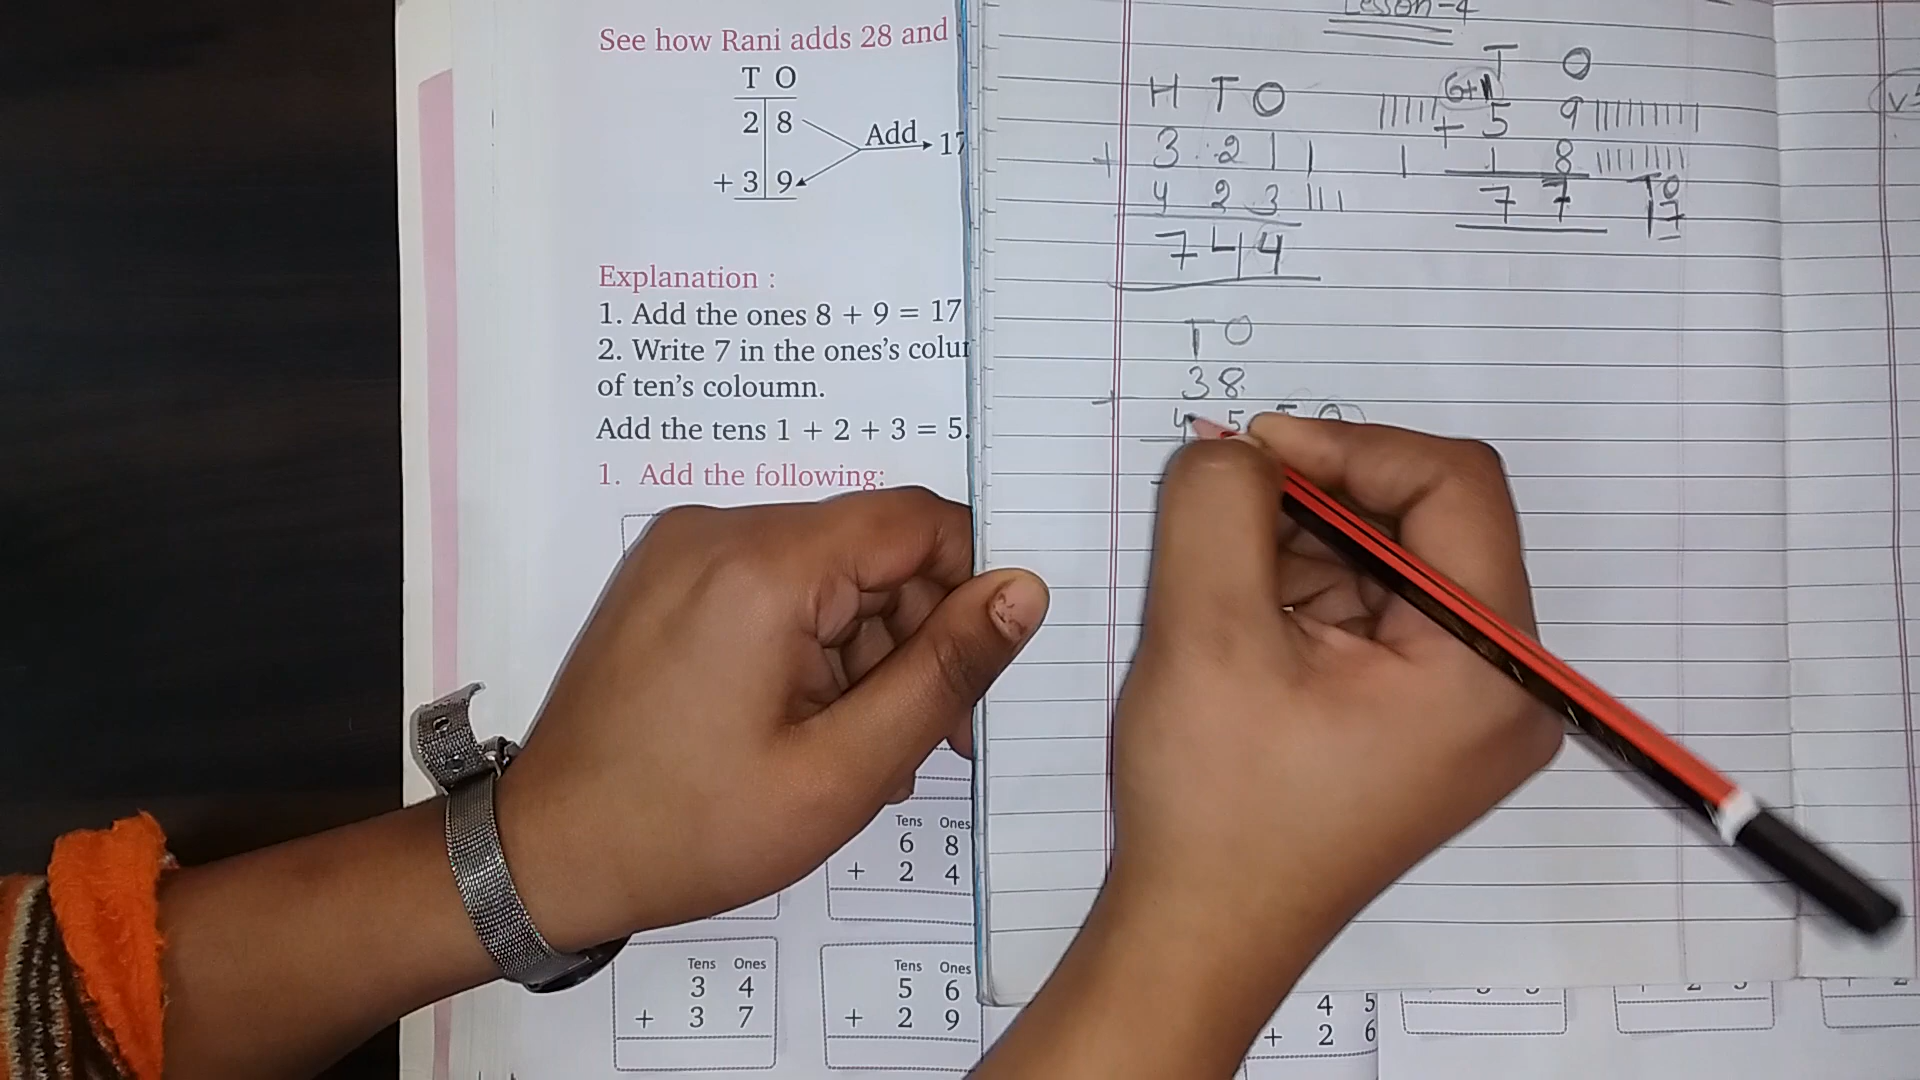 See how Rani adds 28 and
T O
2 8
Add 17
+ 3 9
Explanation :
1. Add the ones 8 + 9 = 17
2. Write 7 in the ones's
of ten's coloumn.
Add the tens 1 + 2 + 3 = 5.
1. Add the following:
Tens Ones
6 8
+ 2 4
Tens Ones
3 4
+ 3 7
Tens Ones
5 6
+ 2 9
4 5
+ 2 6
Lesson-4
H T O
3 2 1
+ 4 2 3
7 4 4
T O
6+1
5 9
+ 1 8
7 7
T O
1 7
T O
3 8
+ 4 5